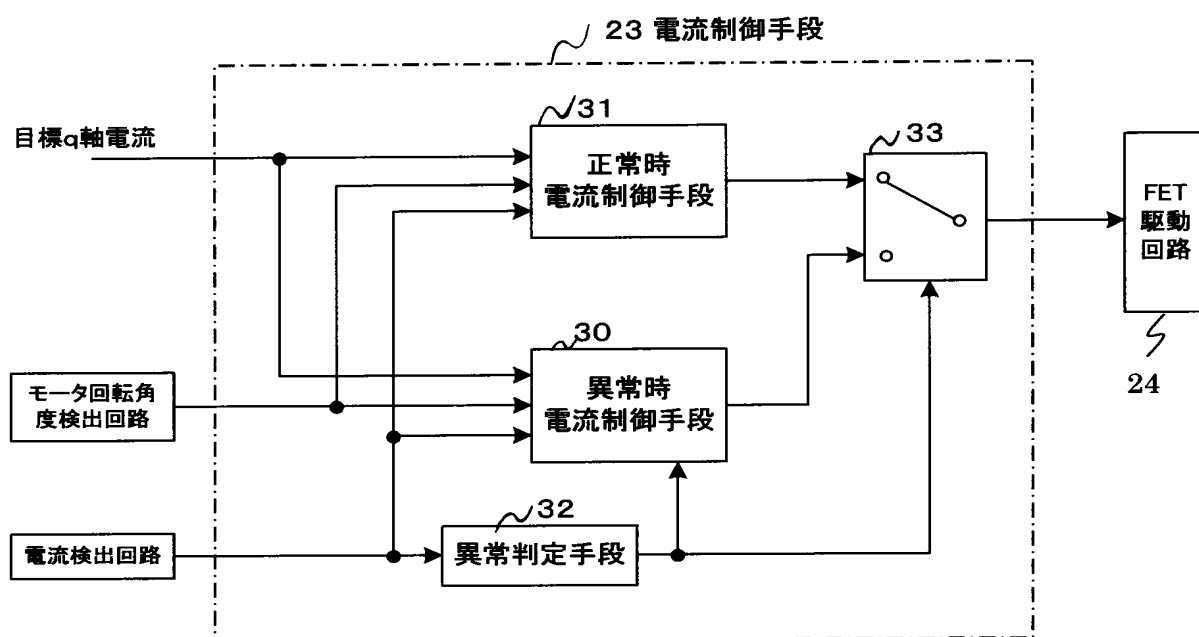 23 電流制御手段
目標q軸電流
31
正常時
電流制御手段
33
FET
駆動
回路
24
30
異常時
電流制御手段
モータ回転角
度検出回路
32
異常判定手段
電流検出回路